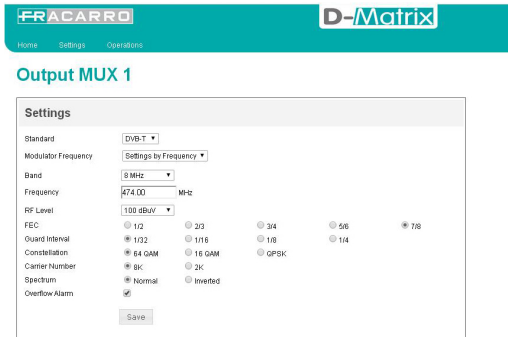 FRACARRO
D-Matrix
Home Settings Operations
Output MUX 1
Settings
Standard DVB-T
Modulator Frequency Settings by Frequency
Band 8 MHz
Frequency 474.00 MHz
RF Level 100 dBuV
FEC 1/2 2/3 3/4 5/6 7/8
Guard Interval 1/32 1/16 1/8 1/4
Constellation 64 QAM 16 QAM QPSK
Carrier Number 8K 2K
Spectrum Normal Inverted
Overflow Alarm
Save